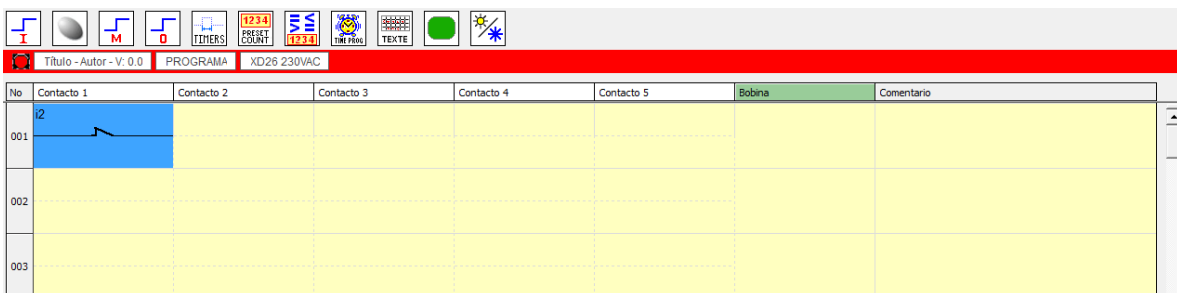 I M O TIMERS 1234 PRESET COUNT 1234 TIME PROG TEXTE
Título - Autor - V: 0.0 PROGRAMA XD26 230VAC
No Contacto 1 Contacto 2 Contacto 3 Contacto 4 Contacto 5 Bobina Comentario
i2
001
002
003